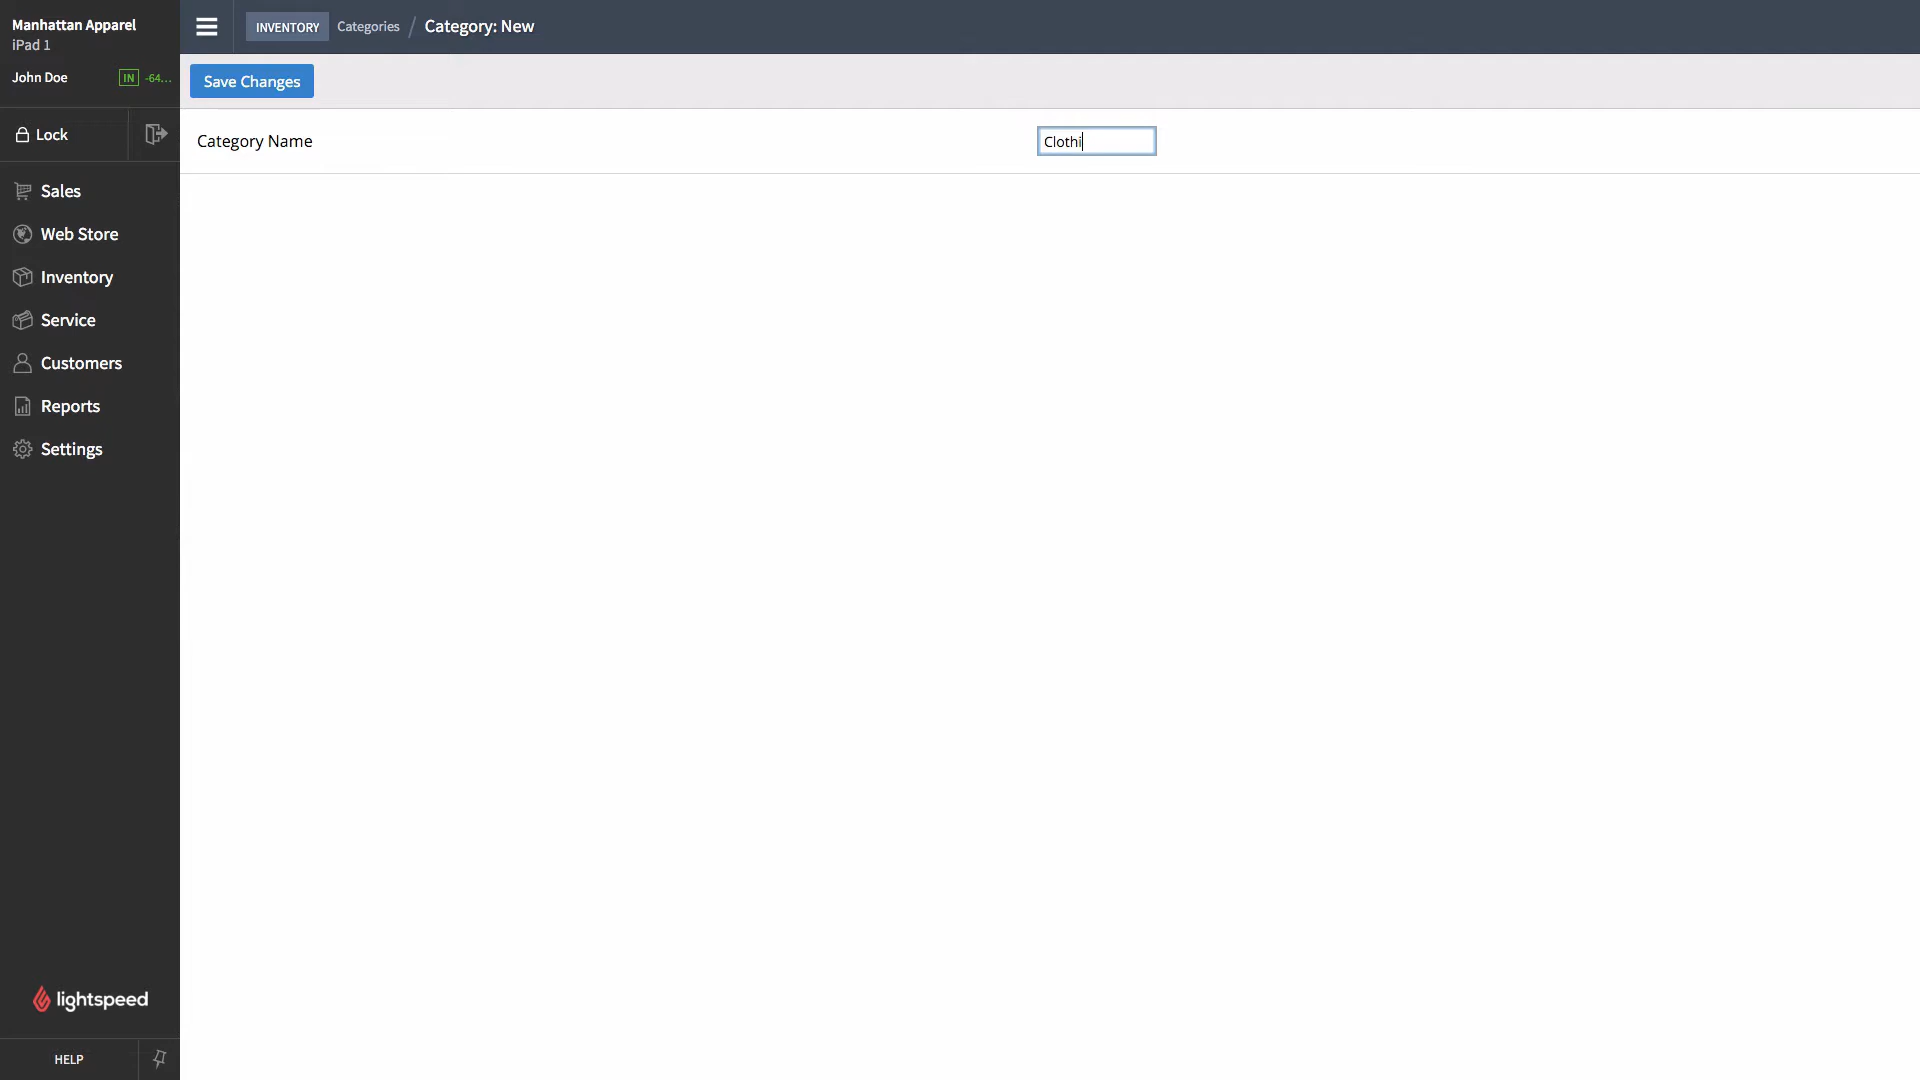 Manhattan Apparel
iPad 1
John Doe IN -64...
Lock
Sales
Web Store
Inventory
Service
Customers
Reports
Settings
lightspeed
HELP
INVENTORY Categories / Category: New
Save Changes
Category Name Clothi